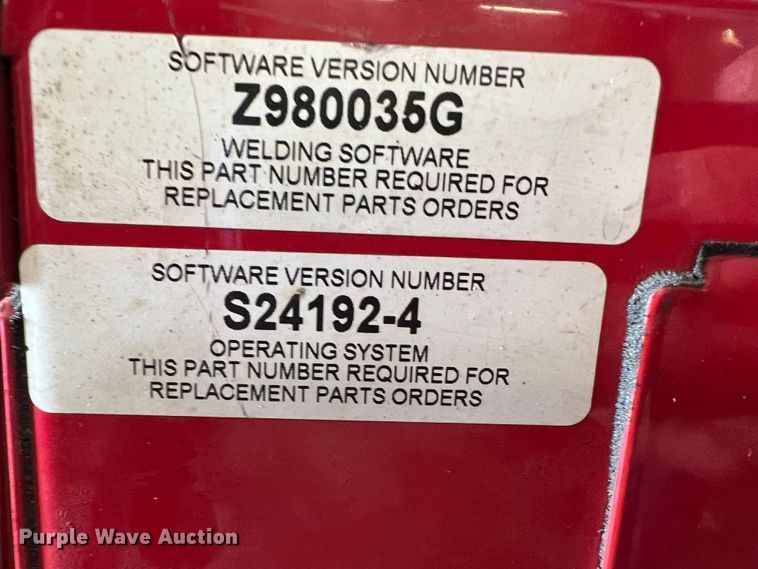 SOFTWARE VERSION NUMBER
Z980035G
WELDING SOFTWARE
THIS PART NUMBER REQUIRED FOR
REPLACEMENT PARTS ORDERS
SOFTWARE VERSION NUMBER
S24192-4
OPERATING SYSTEM
THIS PART NUMBER REQUIRED FOR
REPLACEMENT PARTS ORDERS
Purple Wave Auction